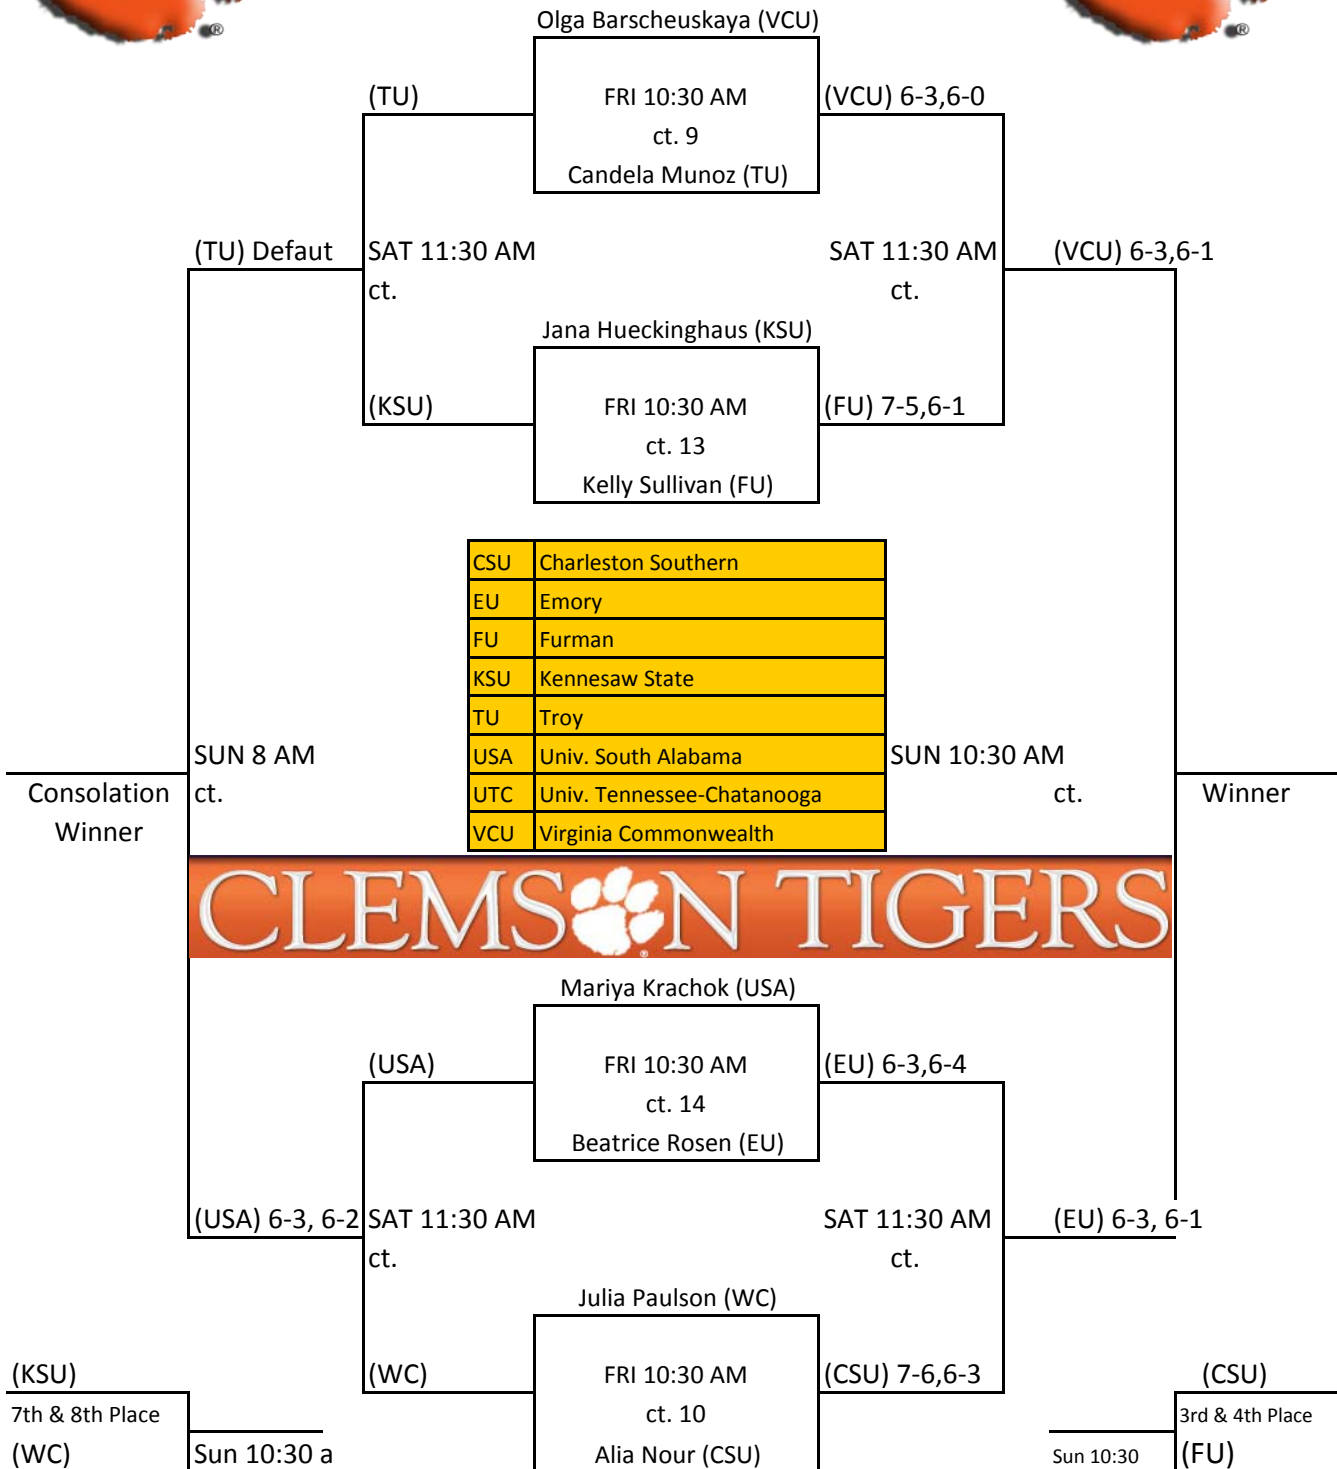 Olga Barscheuskaya (VCU)
® ®
(TU) FRI 10:30 AM (VCU) 6-3,6-0
ct. 9
Candela Munoz (TU)
(TU) Defaut SAT 11:30 AM SAT 11:30 AM (VCU) 6-3,6-1
ct. ct.
Jana Hueckinghaus (KSU)
(KSU) FRI 10:30 AM (FU) 7-5,6-1
ct. 13
Kelly Sullivan (FU)
CSU Charleston Southern
EU Emory
FU Furman
KSU Kennesaw State
TU Troy
SUN 8 AM USA Univ. South Alabama SUN 10:30 AM
Consolation ct. UTC Univ. Tennessee-Chatanooga ct. Winner
Winner VCU Virginia Commonwealth
CLEMSON TIGERS
®
Mariya Krachok (USA)
(USA) FRI 10:30 AM (EU) 6-3,6-4
ct. 14
Beatrice Rosen (EU)
(USA) 6-3, 6-2 SAT 11:30 AM SAT 11:30 AM (EU) 6-3, 6-1
ct. ct.
Julia Paulson (WC)
(KSU) (WC) FRI 10:30 AM (CSU) 7-6,6-3 (CSU)
7th & 8th Place ct. 10 3rd & 4th Place
(WC) Sun 10:30 a Alia Nour (CSU) Sun 10:30 (FU)